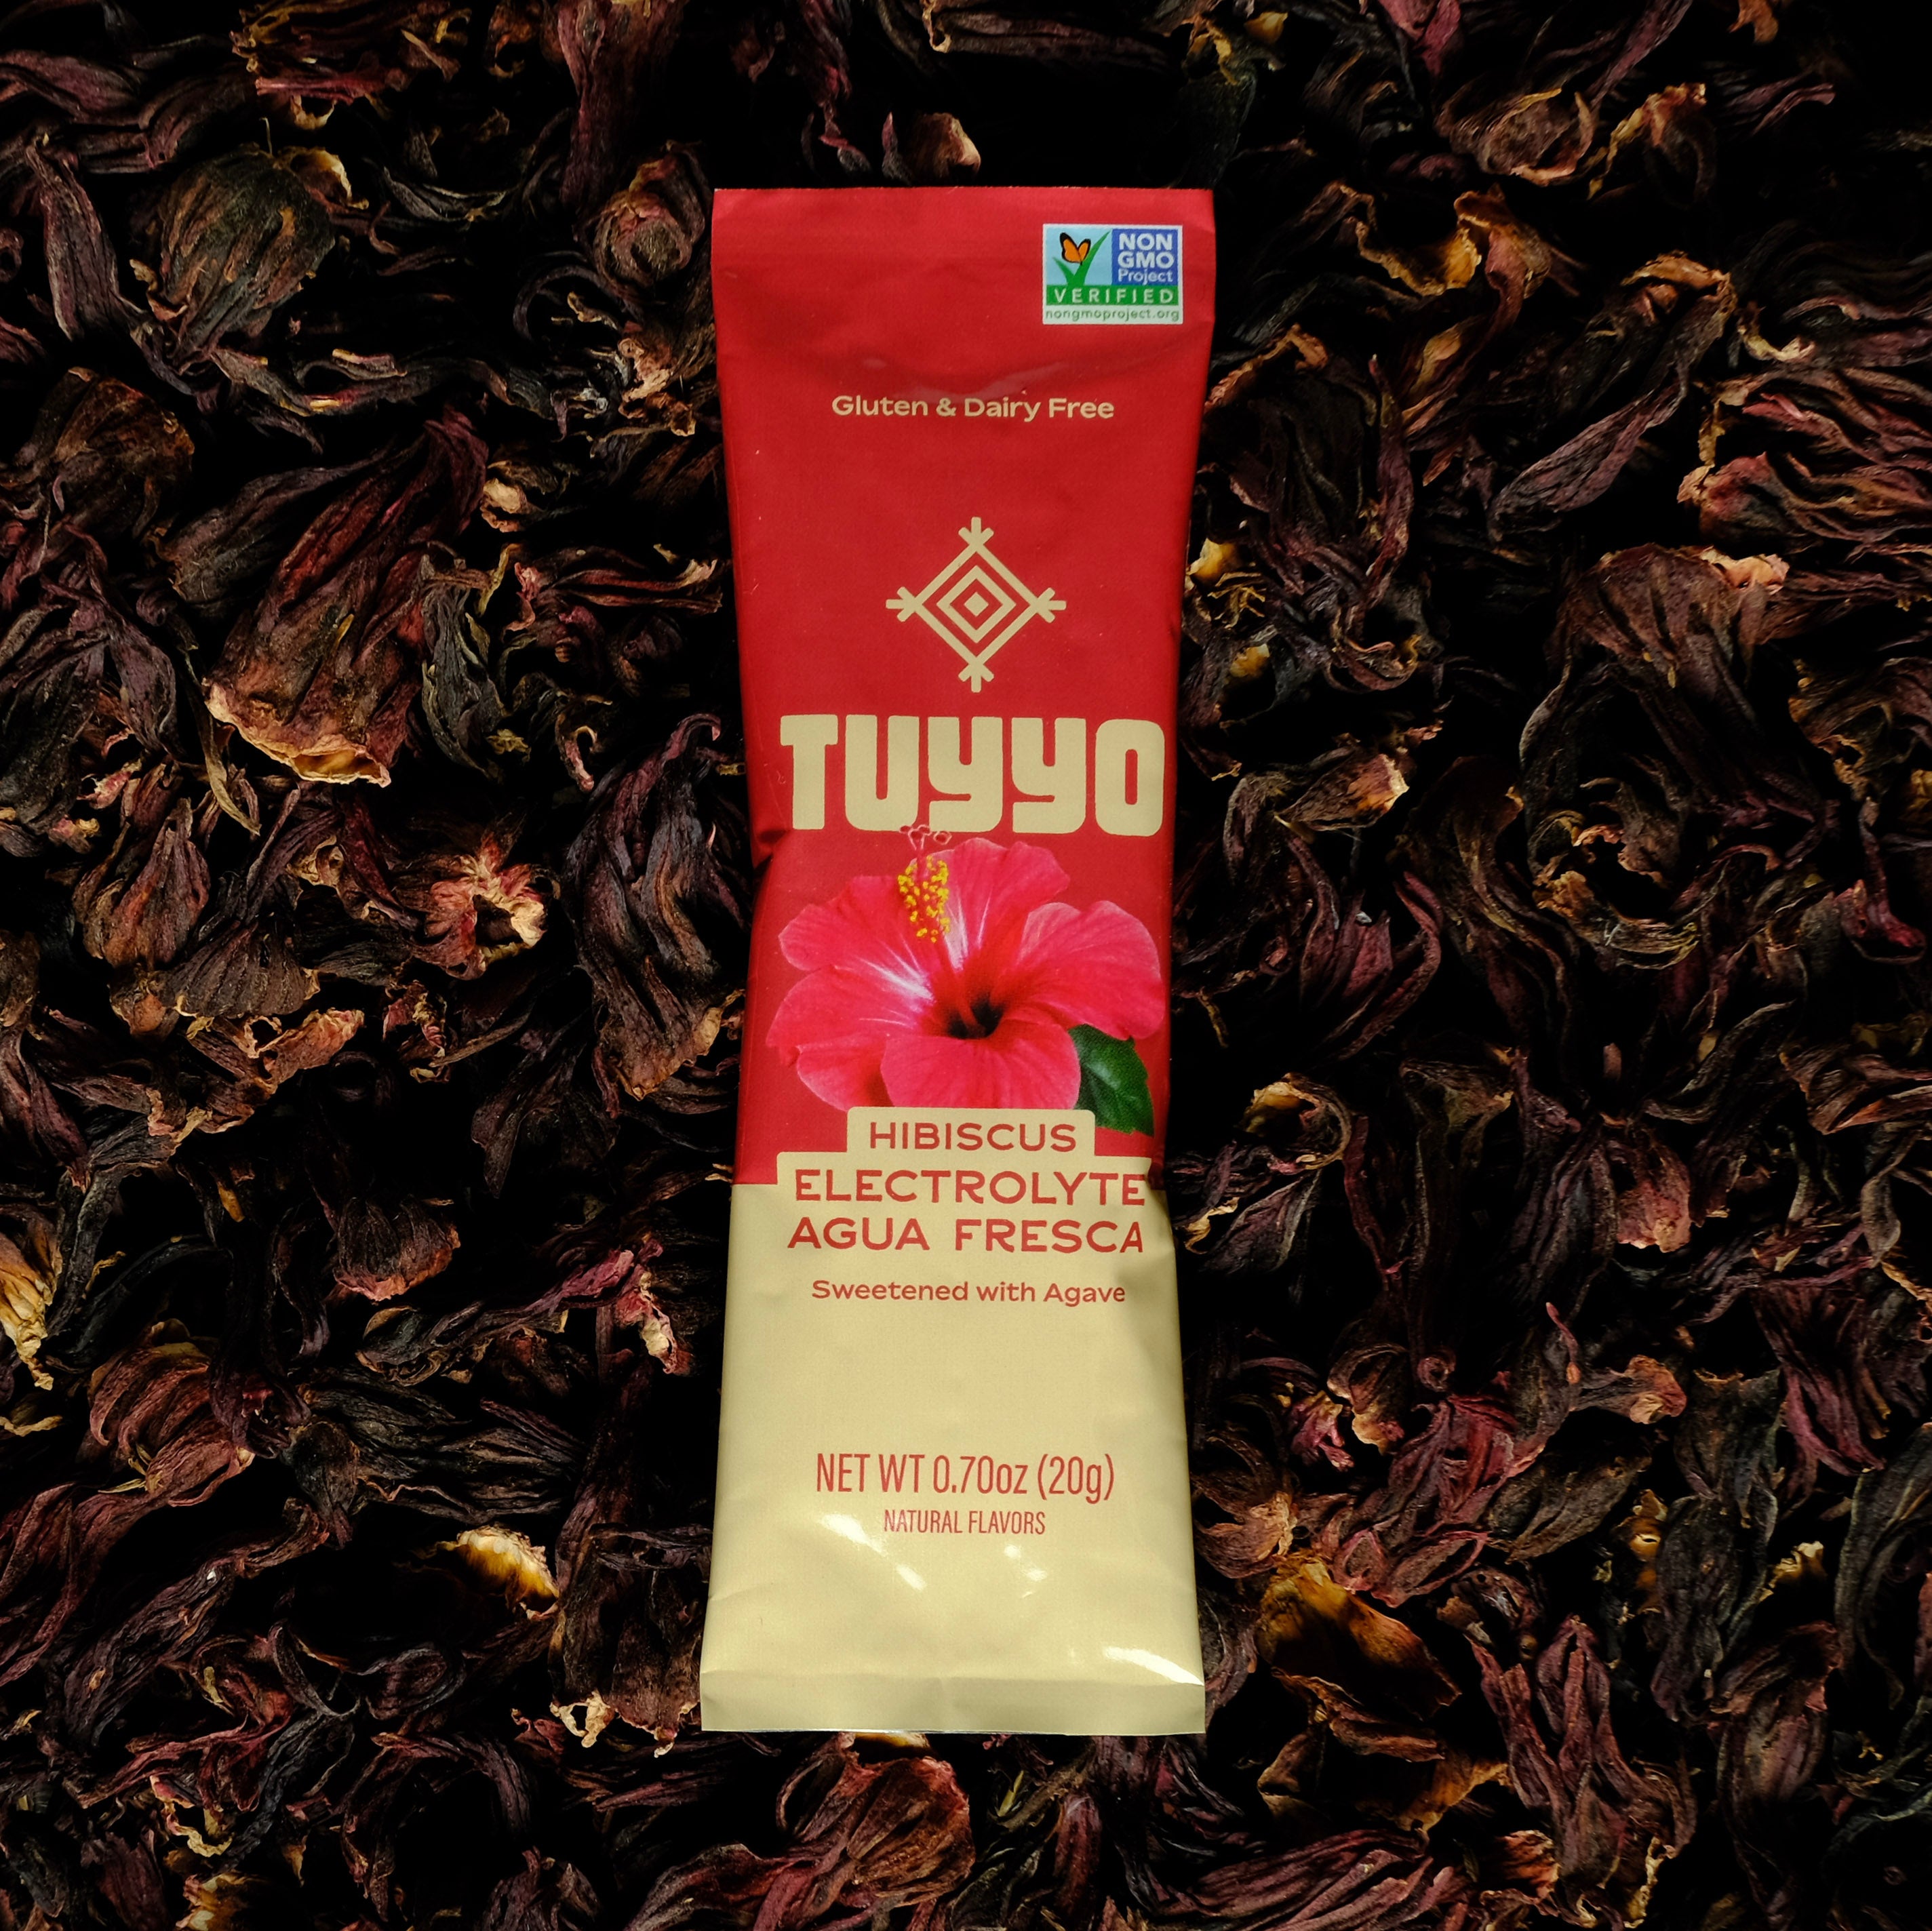 NON
GMO
Project
VERIFIED
nongmoproject.org
Gluten & Dairy Free
TUYYO
HIBISCUS
ELECTROLYTE
AGUA FRESCA
Sweetened with Agave
NET WT 0.70oz (20g)
NATURAL FLAVORS